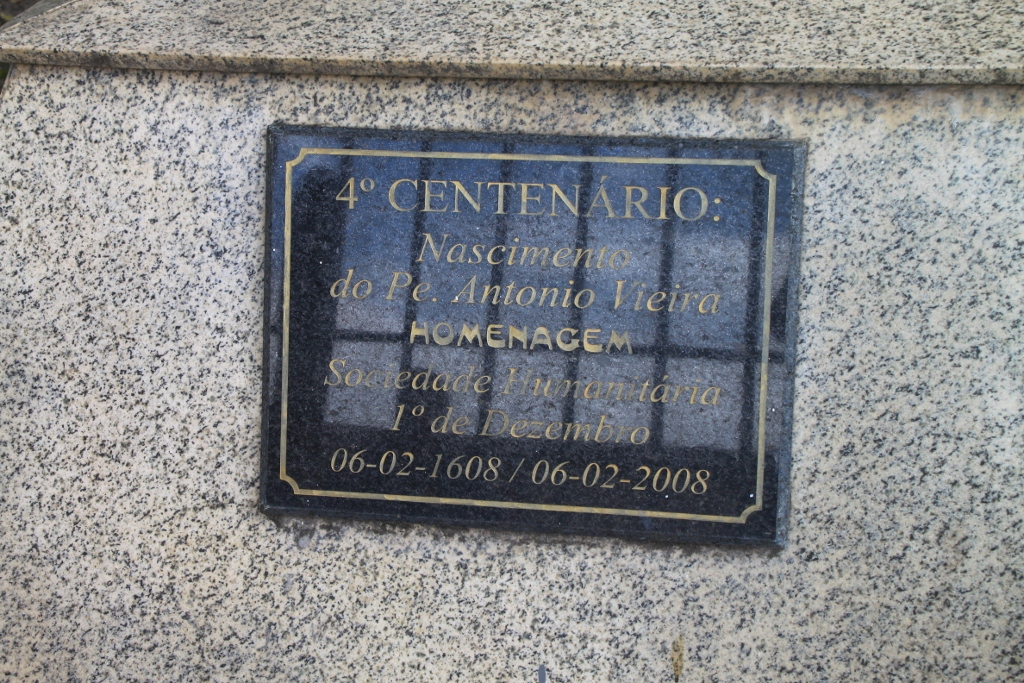 4º CENTENÁRIO:
Nascimento
do Pe. Antonio Vieira
HOMENAGEM
Sociedade Humanitária
1º de Dezembro
06-02-1608 / 06-02-2008